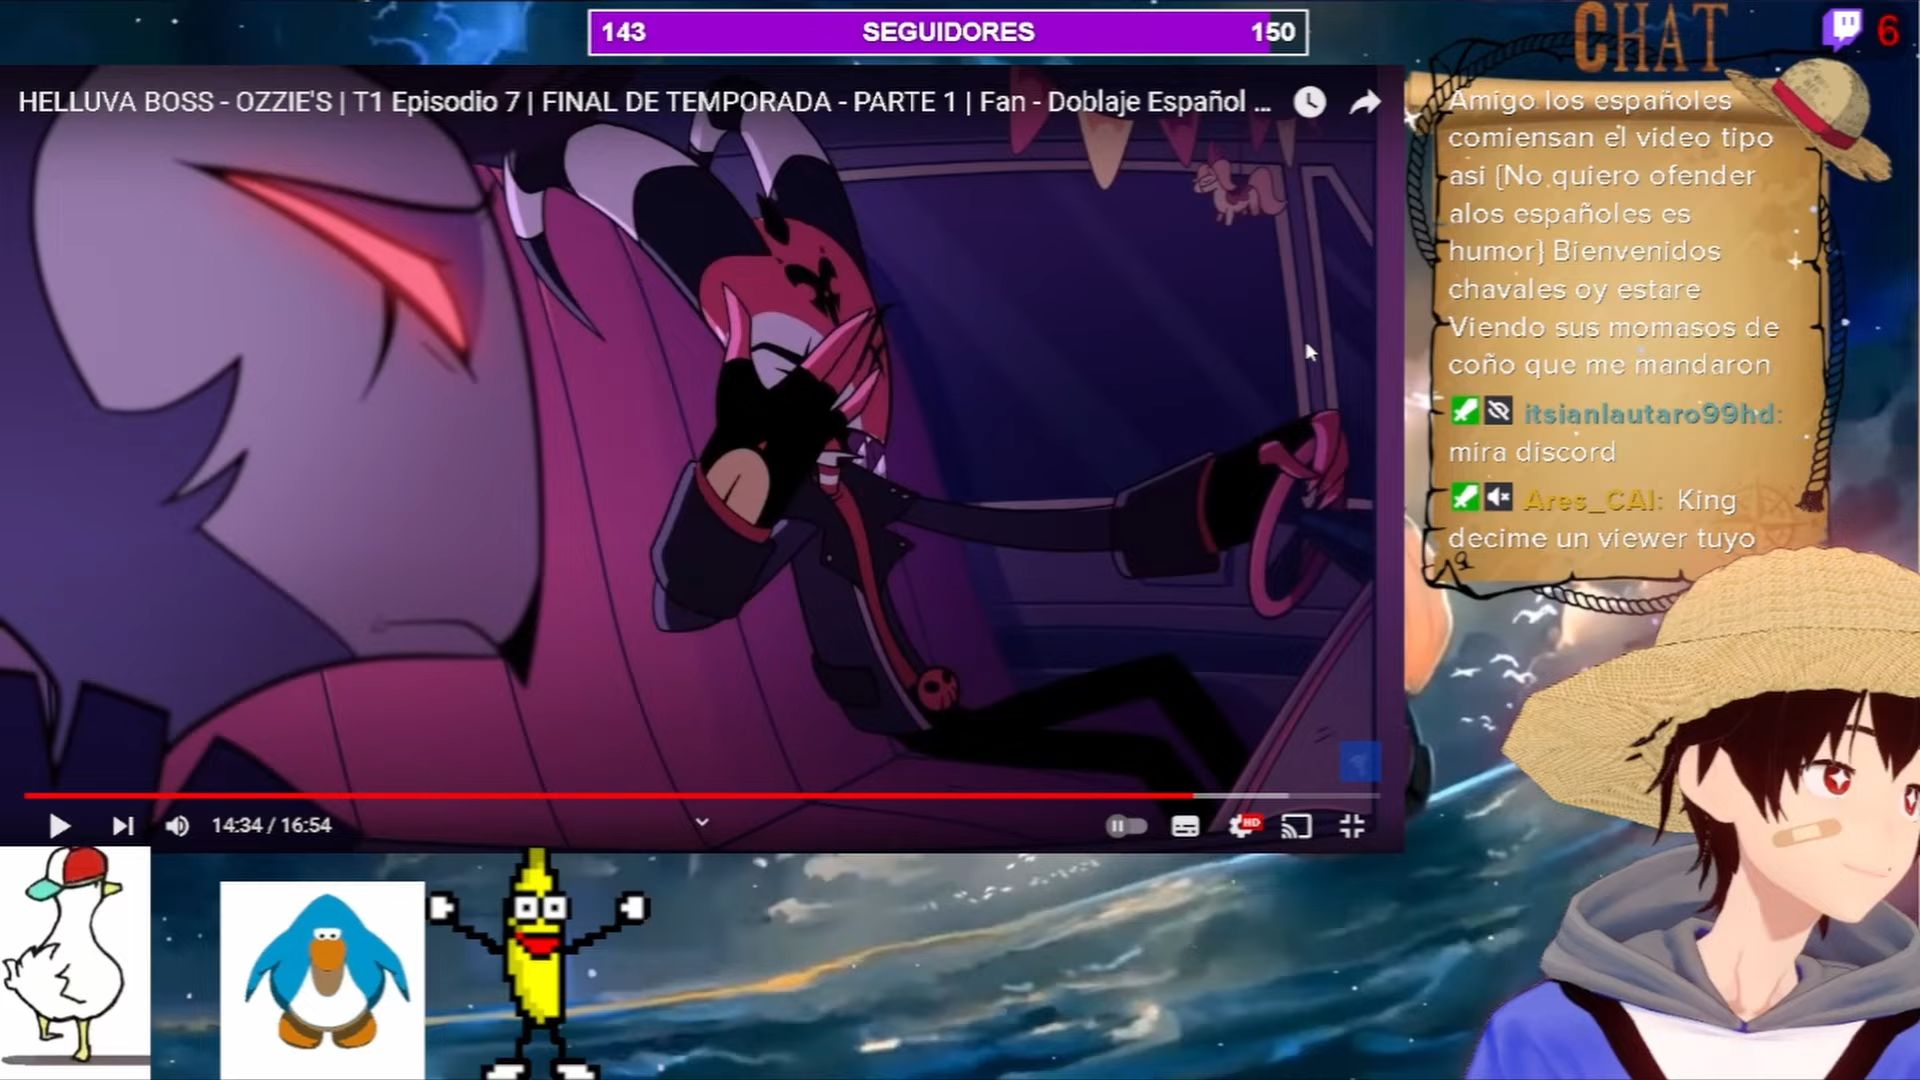 143 SEGUIDORES 150
CHAT
6
HELLUVA BOSS - OZZIE'S | T1 Episodio 7 | FINAL DE TEMPORADA - PARTE 1 | Fan - Doblaje Español ...
Amigo los españoles
comiensan el video tipo
asi (No quiero ofender
alos españoles es
humor) Bienvenidos
chavales oy estare
Viendo sus momasos de
coño que me mandaron
itsianlautaro99hd:
mira discord
Ares_CAI: King
decime un viewer tuyo
14:34 / 16:54
HD